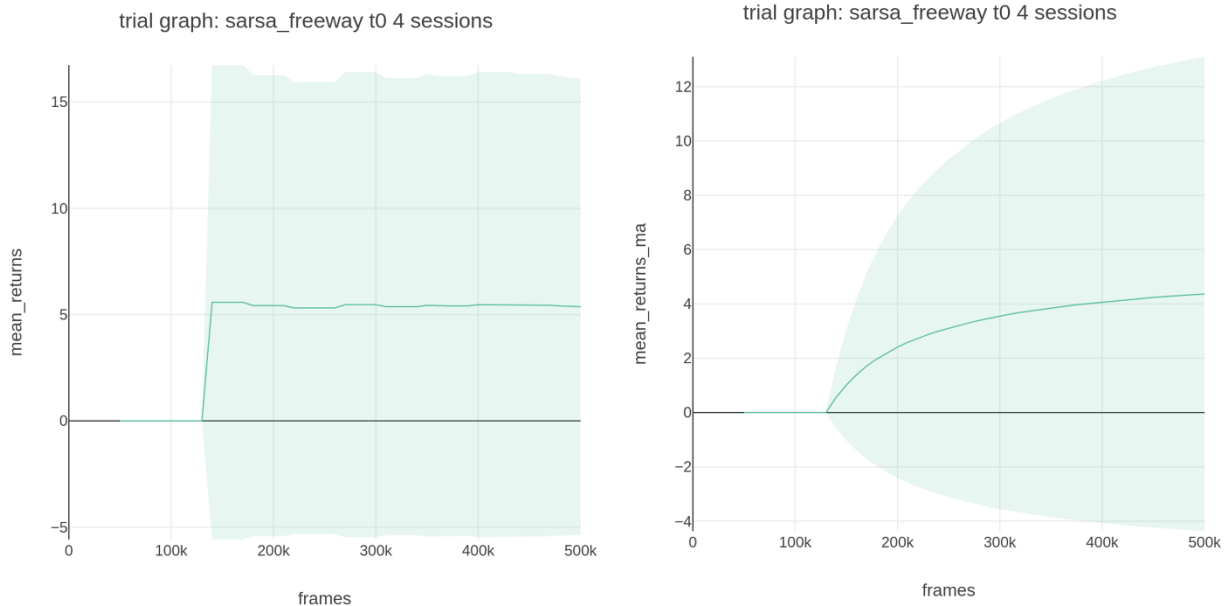 trial graph: sarsa_freeway t0 4 sessions
mean_returns
15
10
5
0
−5
0 100k 200k 300k 400k 500k
frames
trial graph: sarsa_freeway t0 4 sessions
mean_returns_ma
12
10
8
6
4
2
0
−2
−4
0 100k 200k 300k 400k 500k
frames